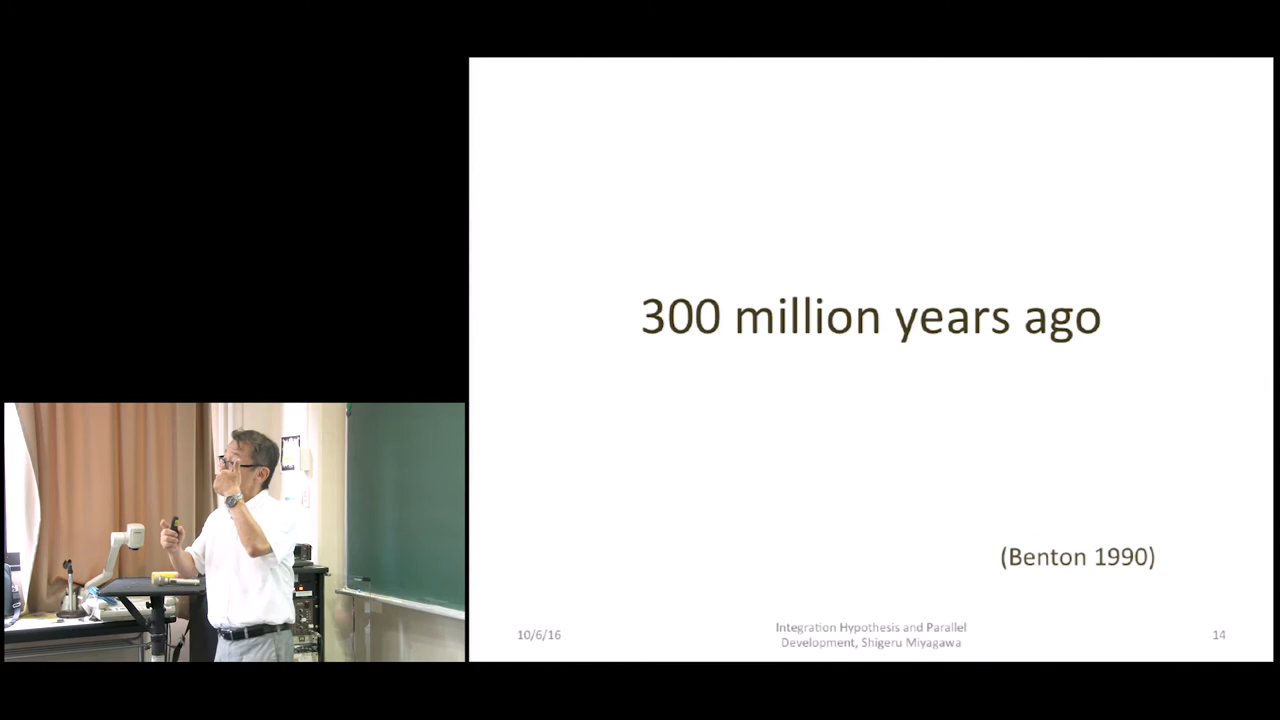 300 million years ago
(Benton 1990)
10/6/16
Integration Hypothesis and Parallel
Development, Shigeru Miyagawa
14